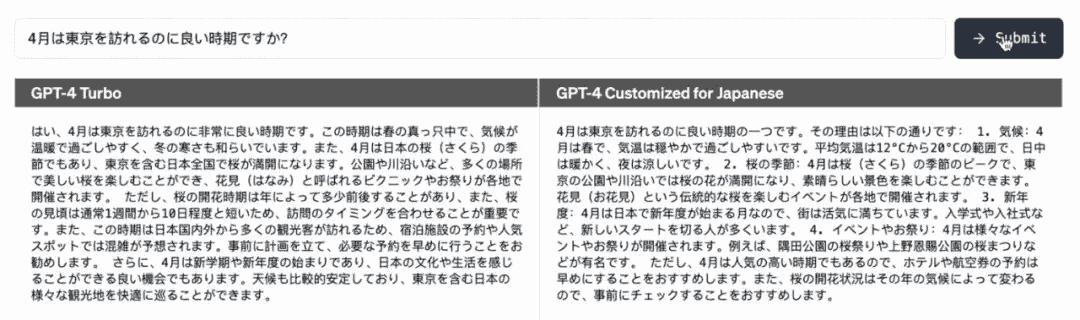 4月は東京を訪れるのに良い時期ですか?
→ Submit
GPT-4 Turbo
はい、4月は東京を訪れるのに非常に良い時期です。この時期は春の真っ只中で、気候が
温暖で過ごしやすく、冬の寒さも和らいでいます。また、4月は日本の桜（さくら）の季
節でもあり、東京を含む日本全国で桜が満開になります。公園や川沿いなど、多くの場所
で美しい桜を楽しむことができ、花見（はなみ）と呼ばれるピクニックやお祭りが各地で
開催されます。 ただし、桜の開花時期は年によって多少前後することがあり、また、桜
の見頃は通常1週間から10日程度と短いため、訪問のタイミングを合わせることが重要で
す。また、この時期は日本国内外から多くの観光客が訪れるため、宿泊施設の予約や人気
スポットでは混雑が予想されます。事前に計画を立て、必要な予約を早めに行うことをお
勧めします。 さらに、4月は新学期や新年度の始まりであり、日本の文化や生活を感じ
ることができる良い機会でもあります。天候も比較的安定しており、東京を含む日本の
様々な観光地を快適に巡ることができます。
GPT-4 Customized for Japanese
4月は東京を訪れるのに良い時期の一つです。その理由は以下の通りです: 1. 気候: 4
月は春で、気温は穏やかで過ごしやすいです。平均気温は12°Cから20°Cの範囲で、日中
は暖かく、夜は涼しいです。 2. 桜の季節: 4月は桜（さくら）の季節のピークで、東
京の公園や川沿いでは桜の花が満開になり、素晴らしい景色を楽しむことができます。
花見（お花見）という伝統的な桜を楽しむイベントが各地で開催されます。 3. 新年
度: 4月は日本で新年度が始まる月なので、街は活気に満ちています。入学式や入社式な
ど、新しいスタートを切る人が多くいます。 4. イベントやお祭り: 4月は様々なイベ
ントやお祭りが開催されます。例えば、隅田公園の桜祭りや上野恩賜公園の桜まつりな
どが有名です。 ただし、4月は人気の高い時期でもあるので、ホテルや航空券の予約は
早めにすることをおすすめします。また、桜の開花状況はその年の気候によって変わる
ので、事前にチェックすることをおすすめします。